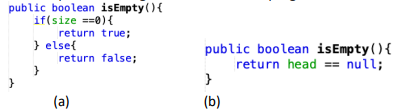 public boolean isEmpty(){
    if(size ==0){
        return true;
    } else{
        return false;
    }
}
(a)
public boolean isEmpty(){
    return head == null;
}
(b)